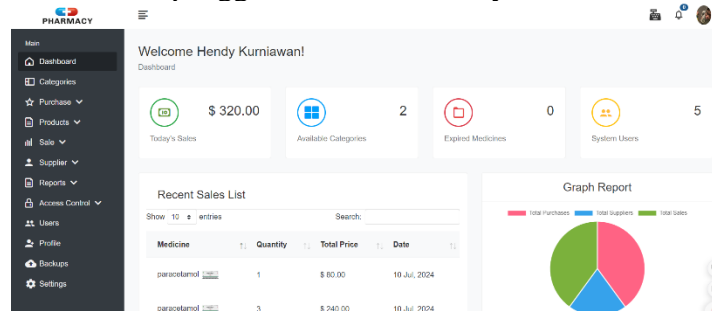 PHARMACY
0
Main
Dashboard
Categories
Purchase
Products
Sale
Supplier
Reports
Access Control
Users
Profile
Backups
Settings
Welcome Hendy Kurniawan!
Dashboard
$ 320.00
Today's Sales
2
Available Categories
0
Expired Medicines
5
System Users
Recent Sales List
Show 10 entries Search:
Medicine Quantity Total Price Date
paracetamol 1 $ 80.00 10 Jul, 2024
paracetamol 3 $ 240.00 10 Jul, 2024
Graph Report
Total Purchases Total Suppliers Total Sales